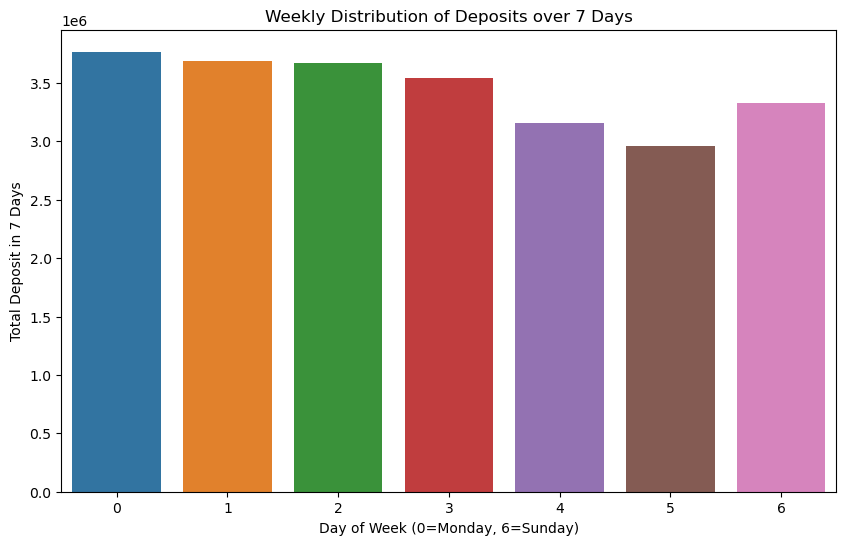 Weekly Distribution of Deposits over 7 Days
1e6
3.5
3.0
2.5
2.0
1.5
1.0
0.5
0.0
Total Deposit in 7 Days
0 1 2 3 4 5 6
Day of Week (0=Monday, 6=Sunday)